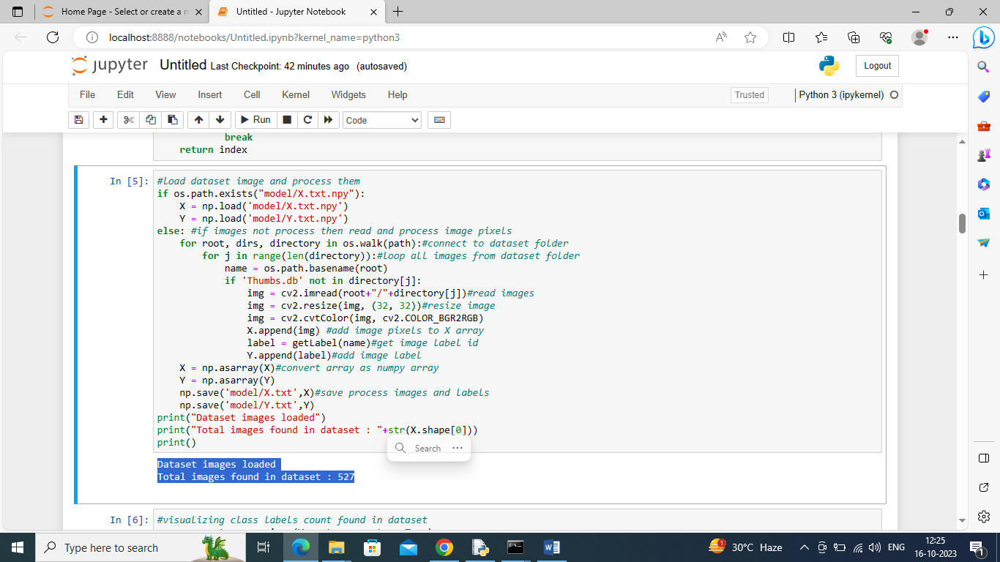 Home Page - Select or create a n
Untitled - Jupyter Notebook
localhost:8888/notebooks/Untitled.ipynb?kernel_name=python3
jupyter Untitled Last Checkpoint: 42 minutes ago (autosaved)
Logout
File Edit View Insert Cell Kernel Widgets Help
Trusted
Python 3 (ipykernel)
Run
Code
break
return index
In [5]:
#load dataset image and process them
if os.path.exists("model/X.txt.npy"):
    X = np.load('model/X.txt.npy')
    Y = np.load('model/Y.txt.npy')
else: #if images not process then read and process image pixels
    for root, dirs, directory in os.walk(path):#connect to dataset folder
        for j in range(len(directory)):#loop all images from dataset folder
            name = os.path.basename(root)
            if 'Thumbs.db' not in directory[j]:
                img = cv2.imread(root+"/"+directory[j])#read images
                img = cv2.resize(img, (32, 32))#resize image
                img = cv2.cvtColor(img, cv2.COLOR_BGR2RGB)
                X.append(img) #add image pixels to X array
                label = getLabel(name)#get image label id
                Y.append(label)#add image label
    X = np.asarray(X)#convert array as numpy array
    Y = np.asarray(Y)
    np.save('model/X.txt',X)#save process images and labels
    np.save('model/Y.txt',Y)
print("Dataset images loaded")
print("Total images found in dataset : "+str(X.shape[0]))
print()
Search
Dataset images loaded
Total images found in dataset : 527
In [6]:
#visualizing class labels count found in dataset
Type here to search
1
30°C Haze
ENG
12:25
16-10-2023
1